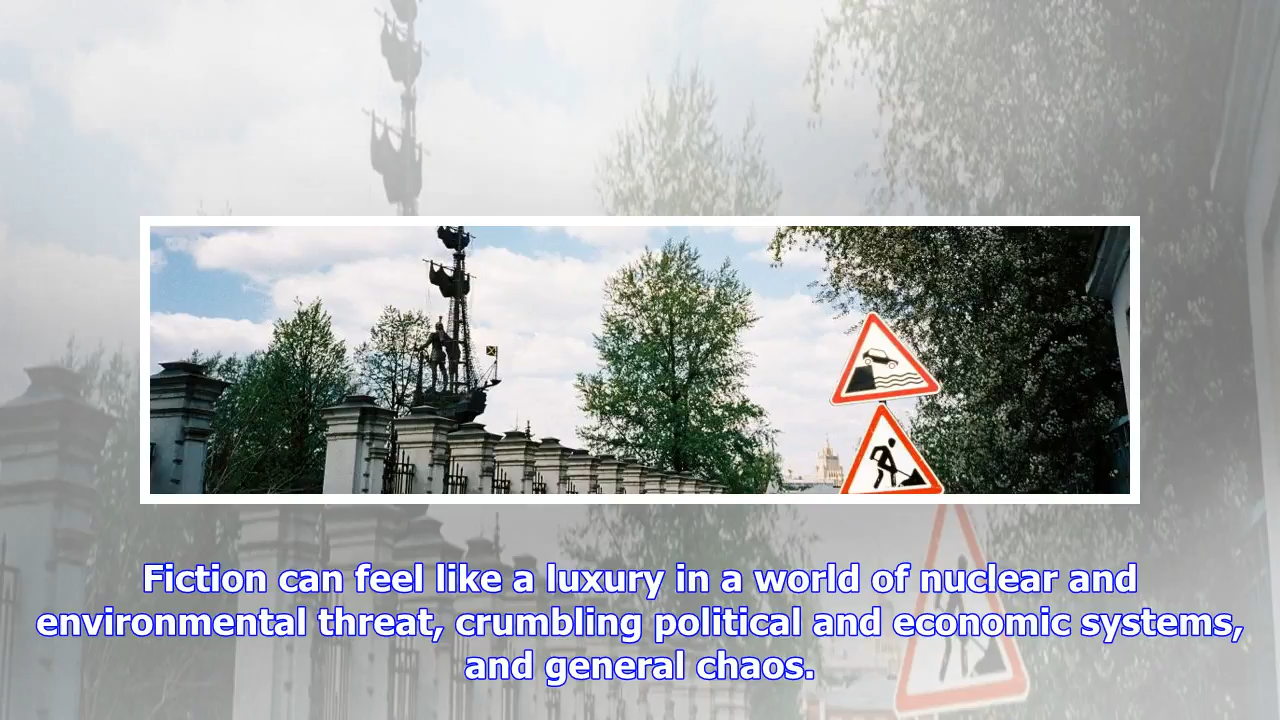 Fiction can feel like a luxury in a world of nuclear and
environmental threat, crumbling political and economic systems,
and general chaos.